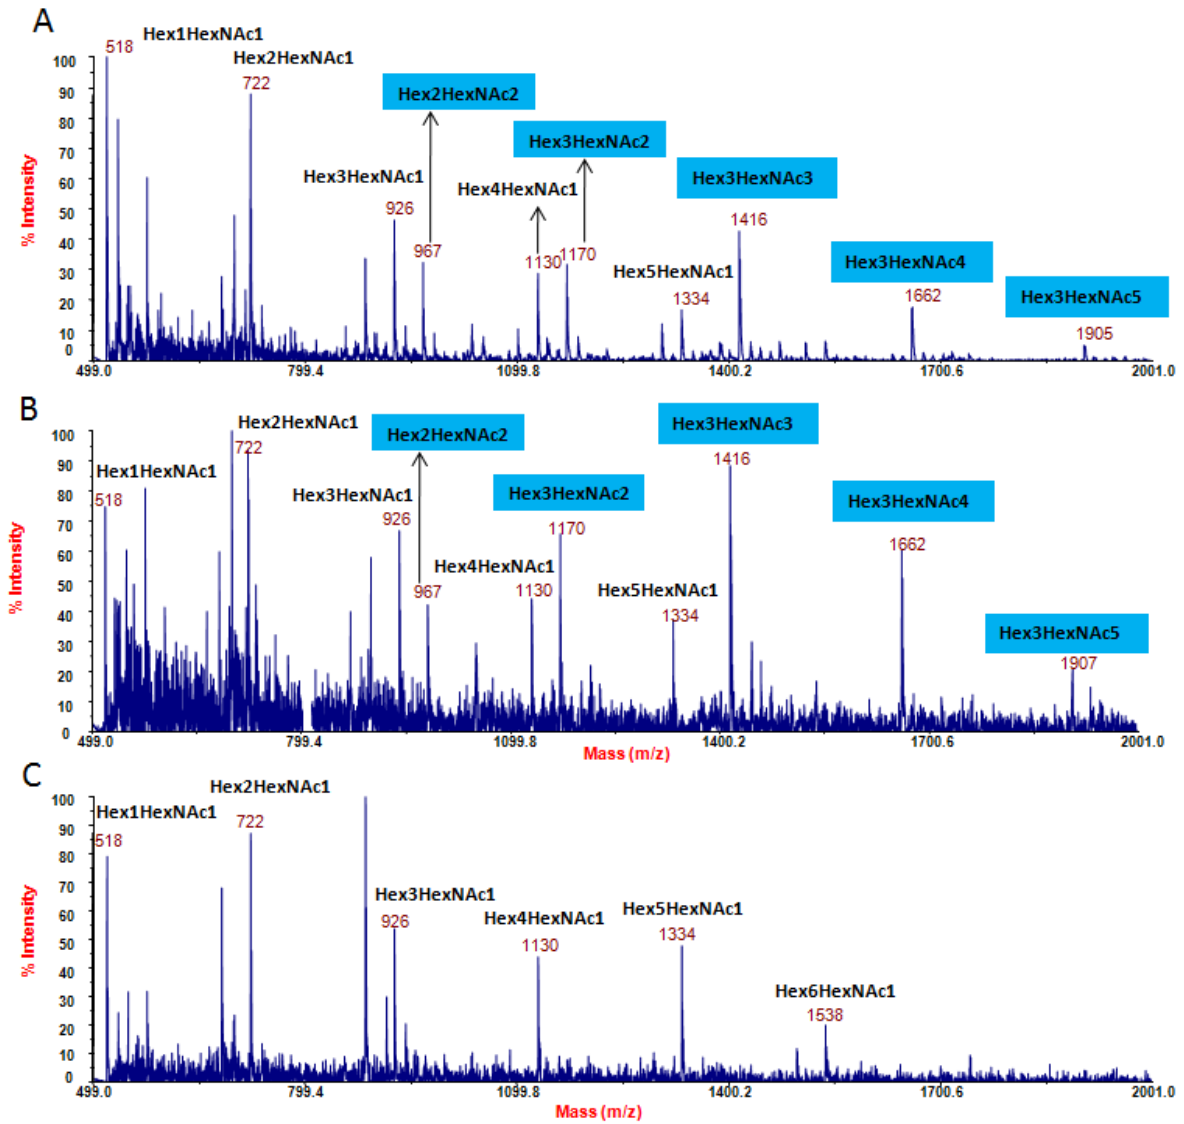 A
Hex1HexNAc1
518
Hex2HexNAc1
722
Hex2HexNAc2
Hex3HexNAc2
Hex3HexNAc1
926
967
Hex4HexNAc1
1130
1170
Hex3HexNAc3
1416
Hex5HexNAc1
1334
Hex3HexNAc4
1662
Hex3HexNAc5
1905
% Intensity
100
90
80
70
60
50
40
30
20
10
0
499.0 799.4 1099.8 1400.2 1700.6 2001.0
B
Hex1HexNAc1
518
Hex2HexNAc1
722
Hex2HexNAc2
Hex3HexNAc1
926
967
Hex4HexNAc1
1130
Hex3HexNAc2
1170
Hex5HexNAc1
1334
Hex3HexNAc3
1416
Hex3HexNAc4
1662
Hex3HexNAc5
1907
% Intensity
100
90
80
70
60
50
40
30
20
10
0
499.0 799.4 1099.8 1400.2 1700.6 2001.0
Mass (m/z)
C
Hex1HexNAc1
518
Hex2HexNAc1
722
Hex3HexNAc1
926
Hex4HexNAc1
1130
Hex5HexNAc1
1334
Hex6HexNAc1
1538
% Intensity
100
90
80
70
60
50
40
30
20
10
0
499.0 799.4 1099.8 1400.2 1700.6 2001.0
Mass (m/z)